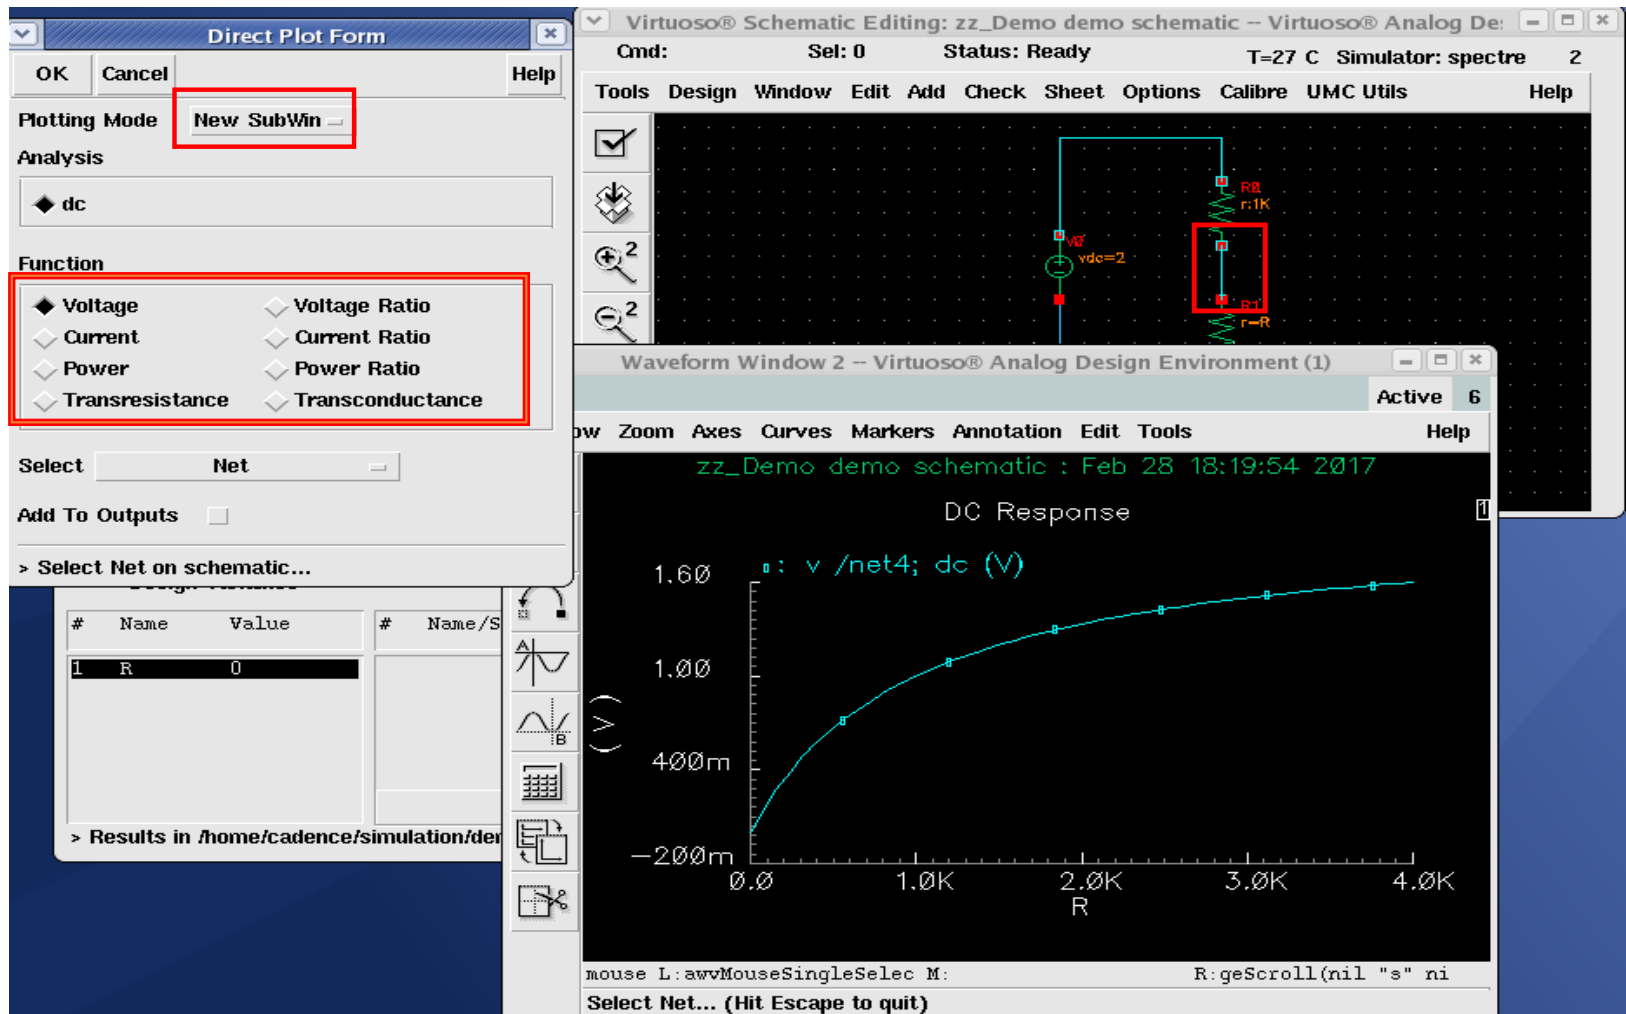 Direct Plot Form
OK Cancel Help
Plotting Mode New SubWin
Analysis
dc
Function
Voltage Voltage Ratio
Current Current Ratio
Power Power Ratio
Transresistance Transconductance
Select Net
Add To Outputs
> Select Net on schematic...
# Name Value # Name/S
1 R 0
> Results in /home/cadence/simulation/der
Virtuoso® Schematic Editing: zz_Demo demo schematic -- Virtuoso® Analog De
Cmd: Sel: 0 Status: Ready T=27 C Simulator: spectre 2
Tools Design Window Edit Add Check Sheet Options Calibre UMC Utils Help
2
2
R0
r:1K
V0
vdc=2
R1
r=R
Waveform Window 2 -- Virtuoso® Analog Design Environment (1)
Active 6
ow Zoom Axes Curves Markers Annotation Edit Tools Help
zz_Demo demo schematic : Feb 28 18:19:54 2017
DC Response 1
: v /net4; dc (V)
1.60
1.00
(V)
400m
-200m
0.0 1.0K 2.0K 3.0K 4.0K
R
A
B
mouse L:awvMouseSingleSelec M: R:geScroll(nil "s" ni
Select Net... (Hit Escape to quit)